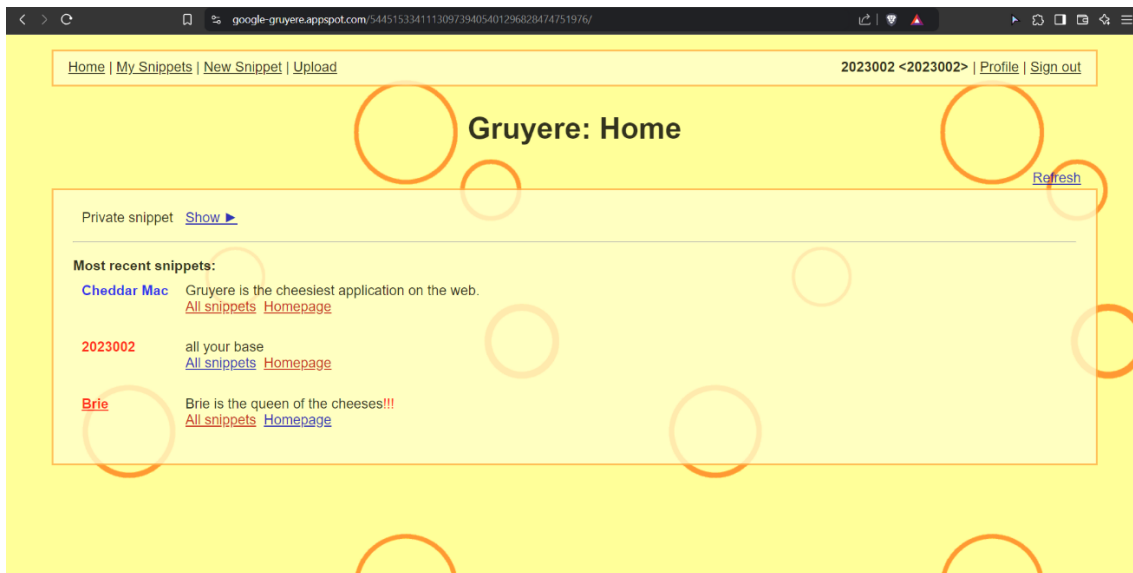 google-gruyere.appspot.com/544515334111309739405401296828474751976/
Home | My Snippets | New Snippet | Upload
2023002 <2023002> | Profile | Sign out
Gruyere: Home
Refresh
Private snippet Show ►
Most recent snippets:
Cheddar Mac Gruyere is the cheesiest application on the web.
All snippets Homepage
2023002 all your base
All snippets Homepage
Brie Brie is the queen of the cheeses!!!
All snippets Homepage